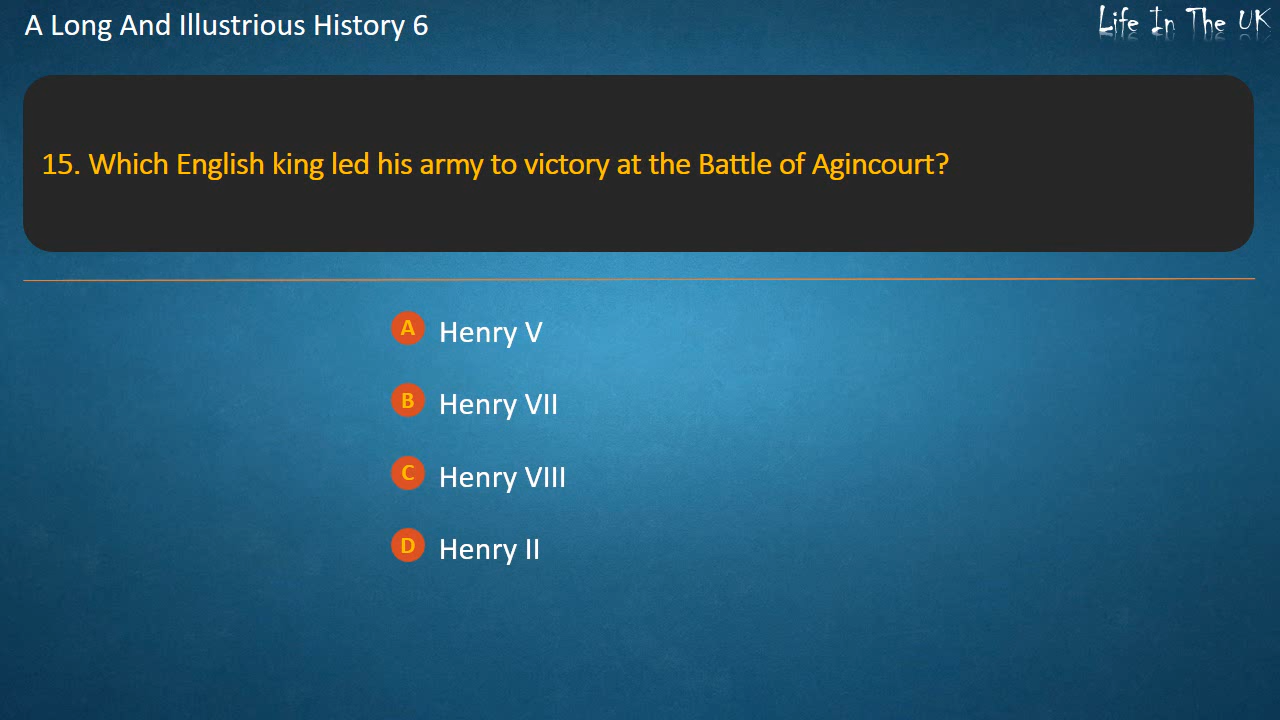 A Long And Illustrious History 6
Life In The UK
15. Which English king led his army to victory at the Battle of Agincourt?
A Henry V
B Henry VII
C Henry VIII
D Henry II